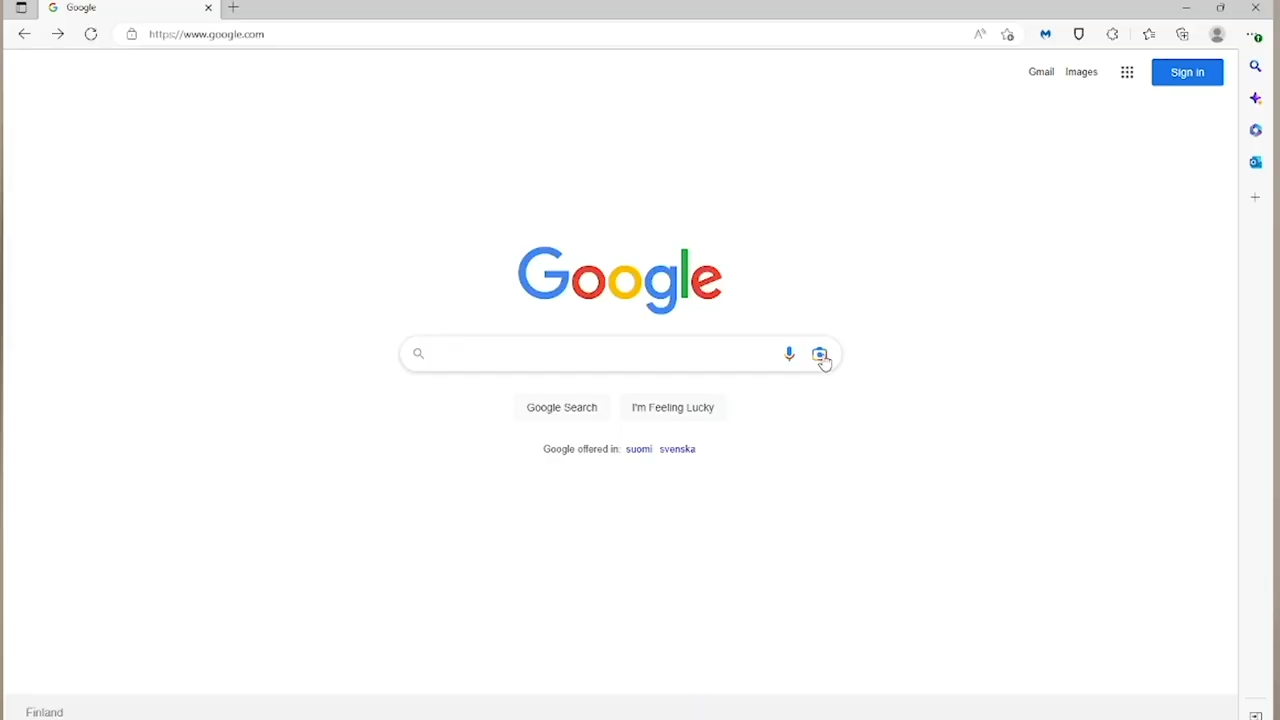 Google
https://www.google.com
Gmail Images Sign in
Google
Google Search I'm Feeling Lucky
Google offered in: suomi svenska
Finland